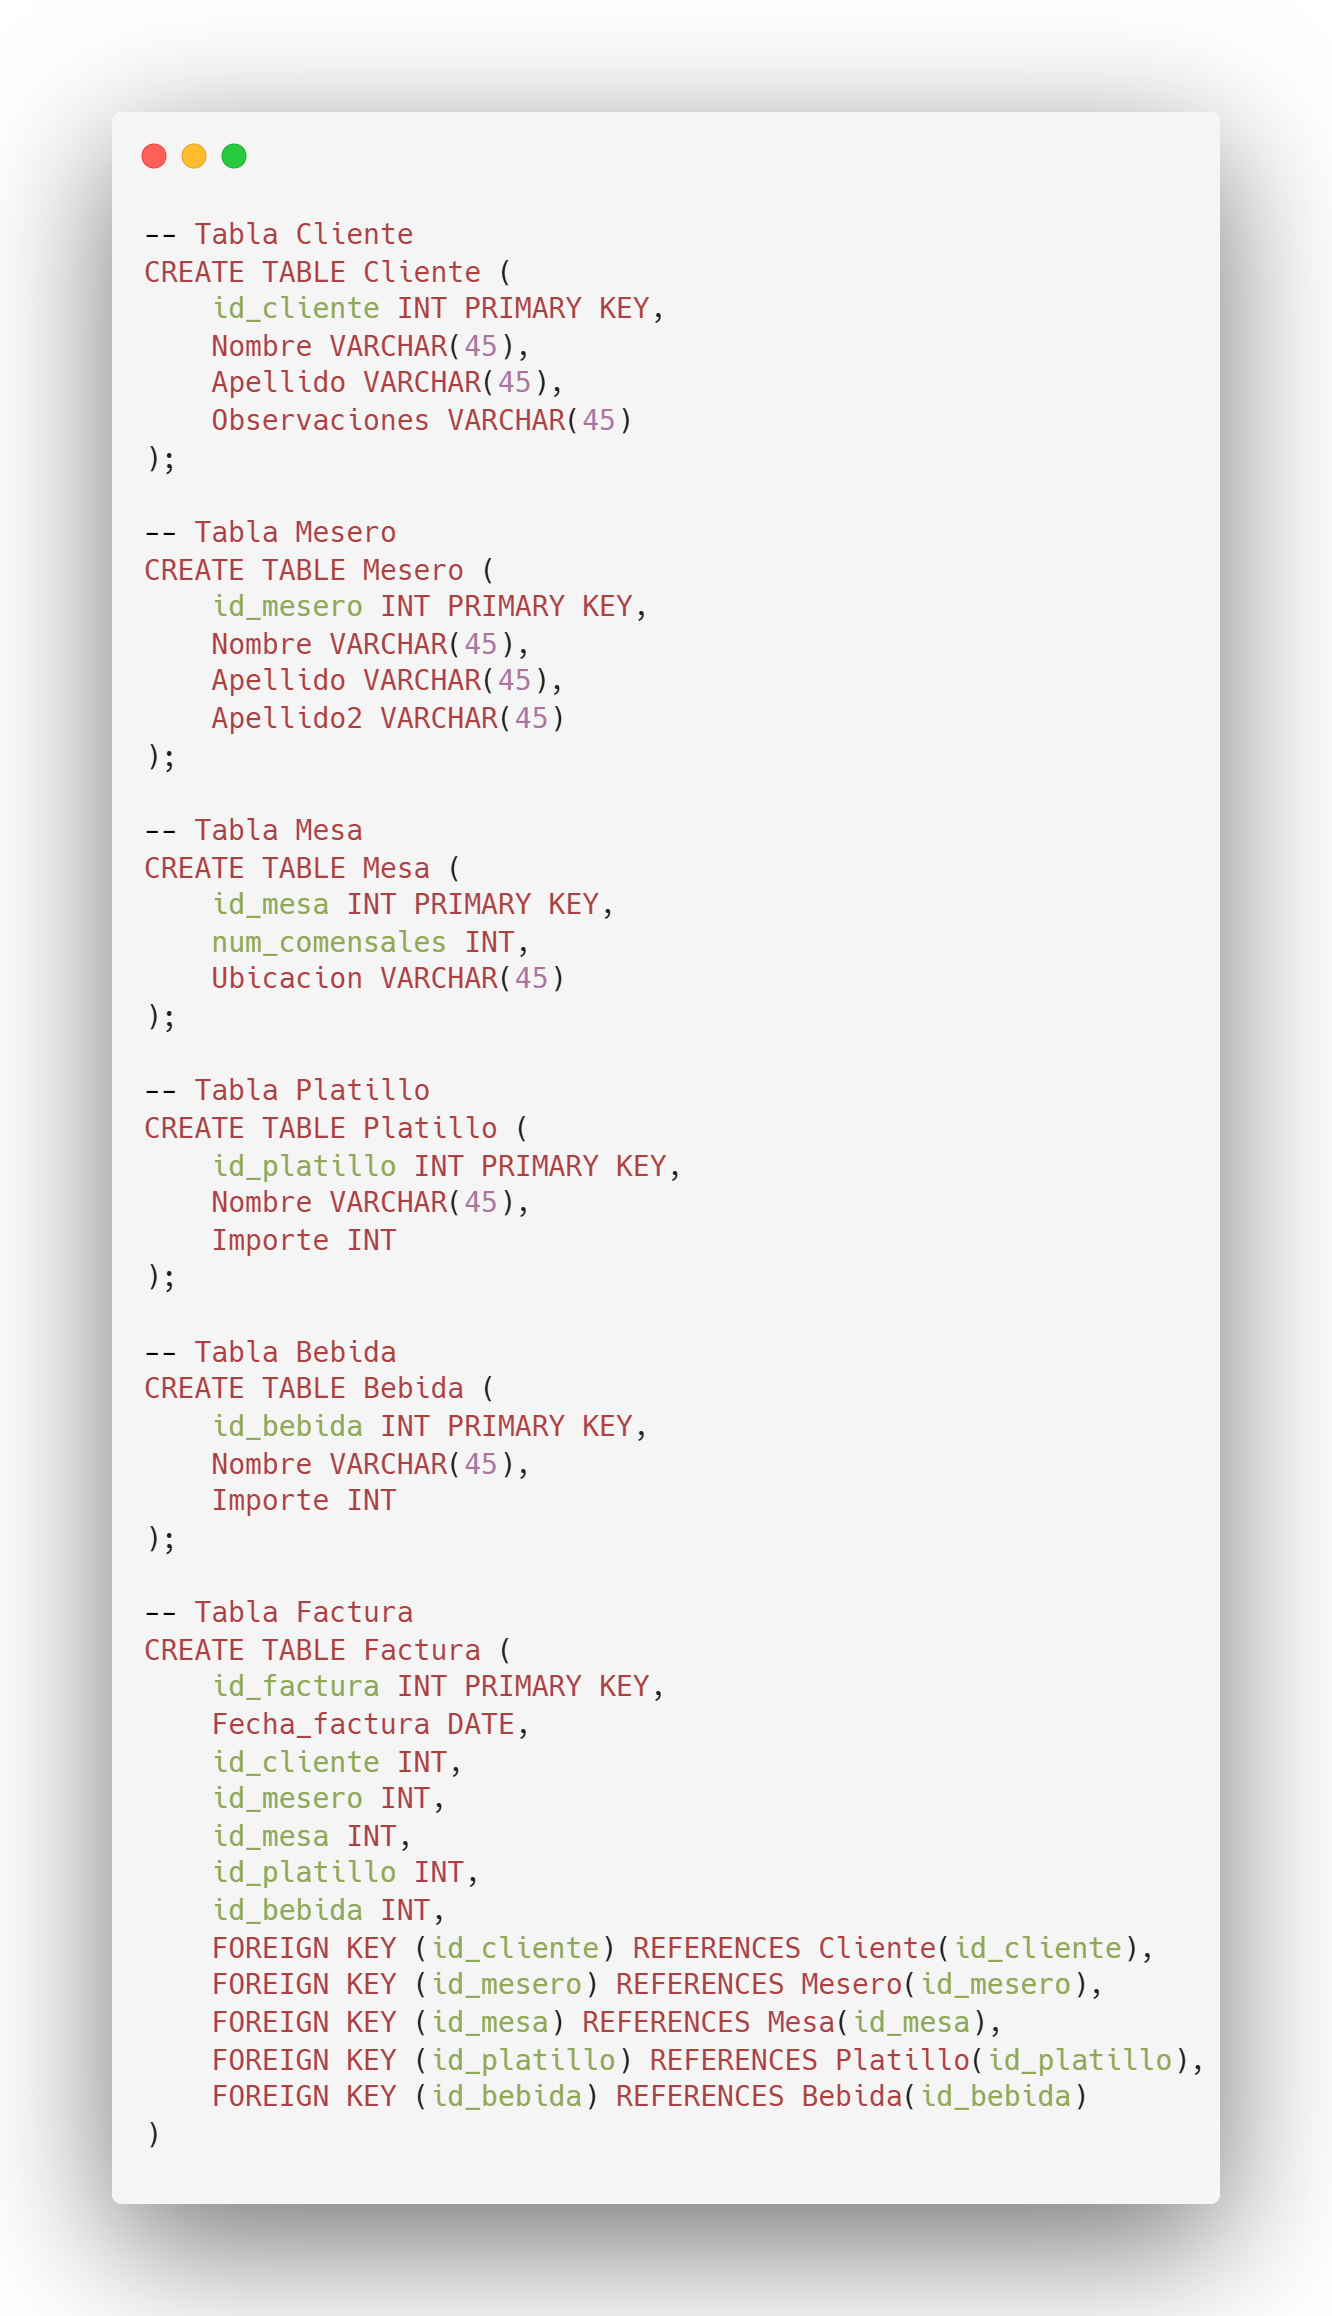 -- Tabla Cliente
CREATE TABLE Cliente (
    id_cliente INT PRIMARY KEY,
    Nombre VARCHAR(45),
    Apellido VARCHAR(45),
    Observaciones VARCHAR(45)
);

-- Tabla Mesero
CREATE TABLE Mesero (
    id_mesero INT PRIMARY KEY,
    Nombre VARCHAR(45),
    Apellido VARCHAR(45),
    Apellido2 VARCHAR(45)
);

-- Tabla Mesa
CREATE TABLE Mesa (
    id_mesa INT PRIMARY KEY,
    num_comensales INT,
    Ubicacion VARCHAR(45)
);

-- Tabla Platillo
CREATE TABLE Platillo (
    id_platillo INT PRIMARY KEY,
    Nombre VARCHAR(45),
    Importe INT
);

-- Tabla Bebida
CREATE TABLE Bebida (
    id_bebida INT PRIMARY KEY,
    Nombre VARCHAR(45),
    Importe INT
);

-- Tabla Factura
CREATE TABLE Factura (
    id_factura INT PRIMARY KEY,
    Fecha_factura DATE,
    id_cliente INT,
    id_mesero INT,
    id_mesa INT,
    id_platillo INT,
    id_bebida INT,
    FOREIGN KEY (id_cliente) REFERENCES Cliente(id_cliente),
    FOREIGN KEY (id_mesero) REFERENCES Mesero(id_mesero),
    FOREIGN KEY (id_mesa) REFERENCES Mesa(id_mesa),
    FOREIGN KEY (id_platillo) REFERENCES Platillo(id_platillo),
    FOREIGN KEY (id_bebida) REFERENCES Bebida(id_bebida)
)